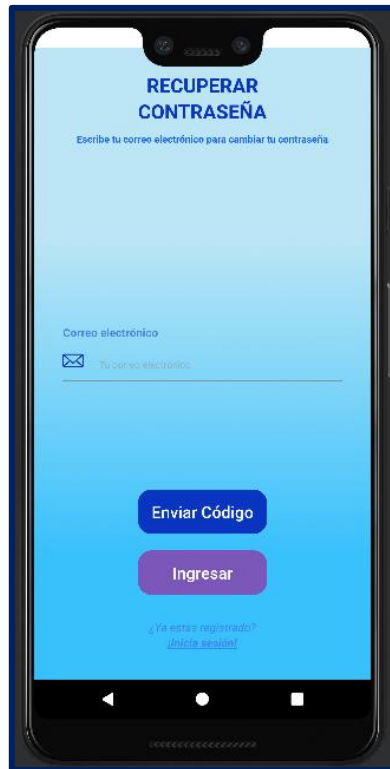 RECUPERAR
CONTRASEÑA
Escribe tu correo electrónico para cambiar tu contraseña
Correo electrónico
Tu correo electronico
Enviar Código
Ingresar
¿Ya estas registrado?
¡Inicia sesión!